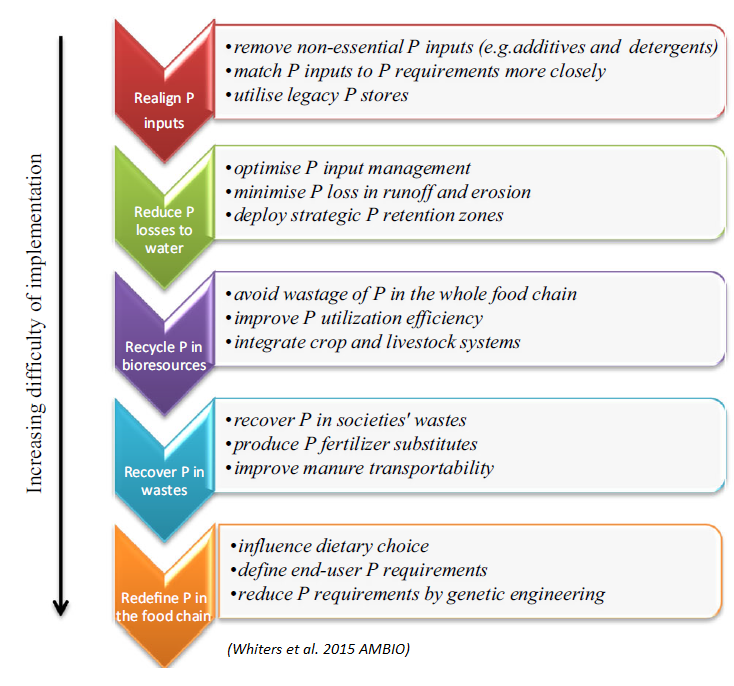 Increasing difficulty of implementation
Realign P
inputs
•remove non-essential P inputs (e.g.additives and detergents)
•match P inputs to P requirements more closely
•utilise legacy P stores
Reduce P
losses to
water
•optimise P input management
•minimise P loss in runoff and erosion
•deploy strategic P retention zones
Recycle P in
bioresources
•avoid wastage of P in the whole food chain
•improve P utilization efficiency
•integrate crop and livestock systems
Recover P in
wastes
•recover P in societies' wastes
•produce P fertilizer substitutes
•improve manure transportability
Redefine P in
the food chain
•influence dietary choice
•define end-user P requirements
•reduce P requirements by genetic engineering
(Whiters et al. 2015 AMBIO)